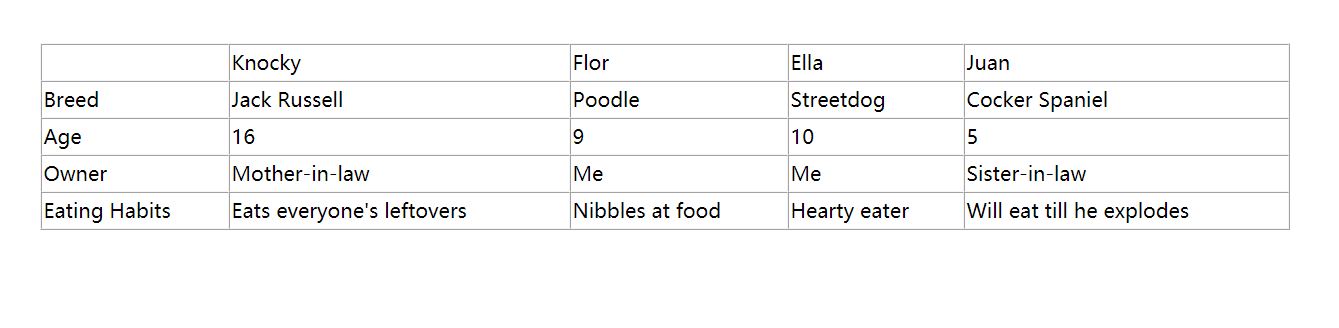 Knocky Flor Ella Juan
Breed Jack Russell Poodle Streetdog Cocker Spaniel
Age 16 9 10 5
Owner Mother-in-law Me Me Sister-in-law
Eating Habits Eats everyone's leftovers Nibbles at food Hearty eater Will eat till he explodes